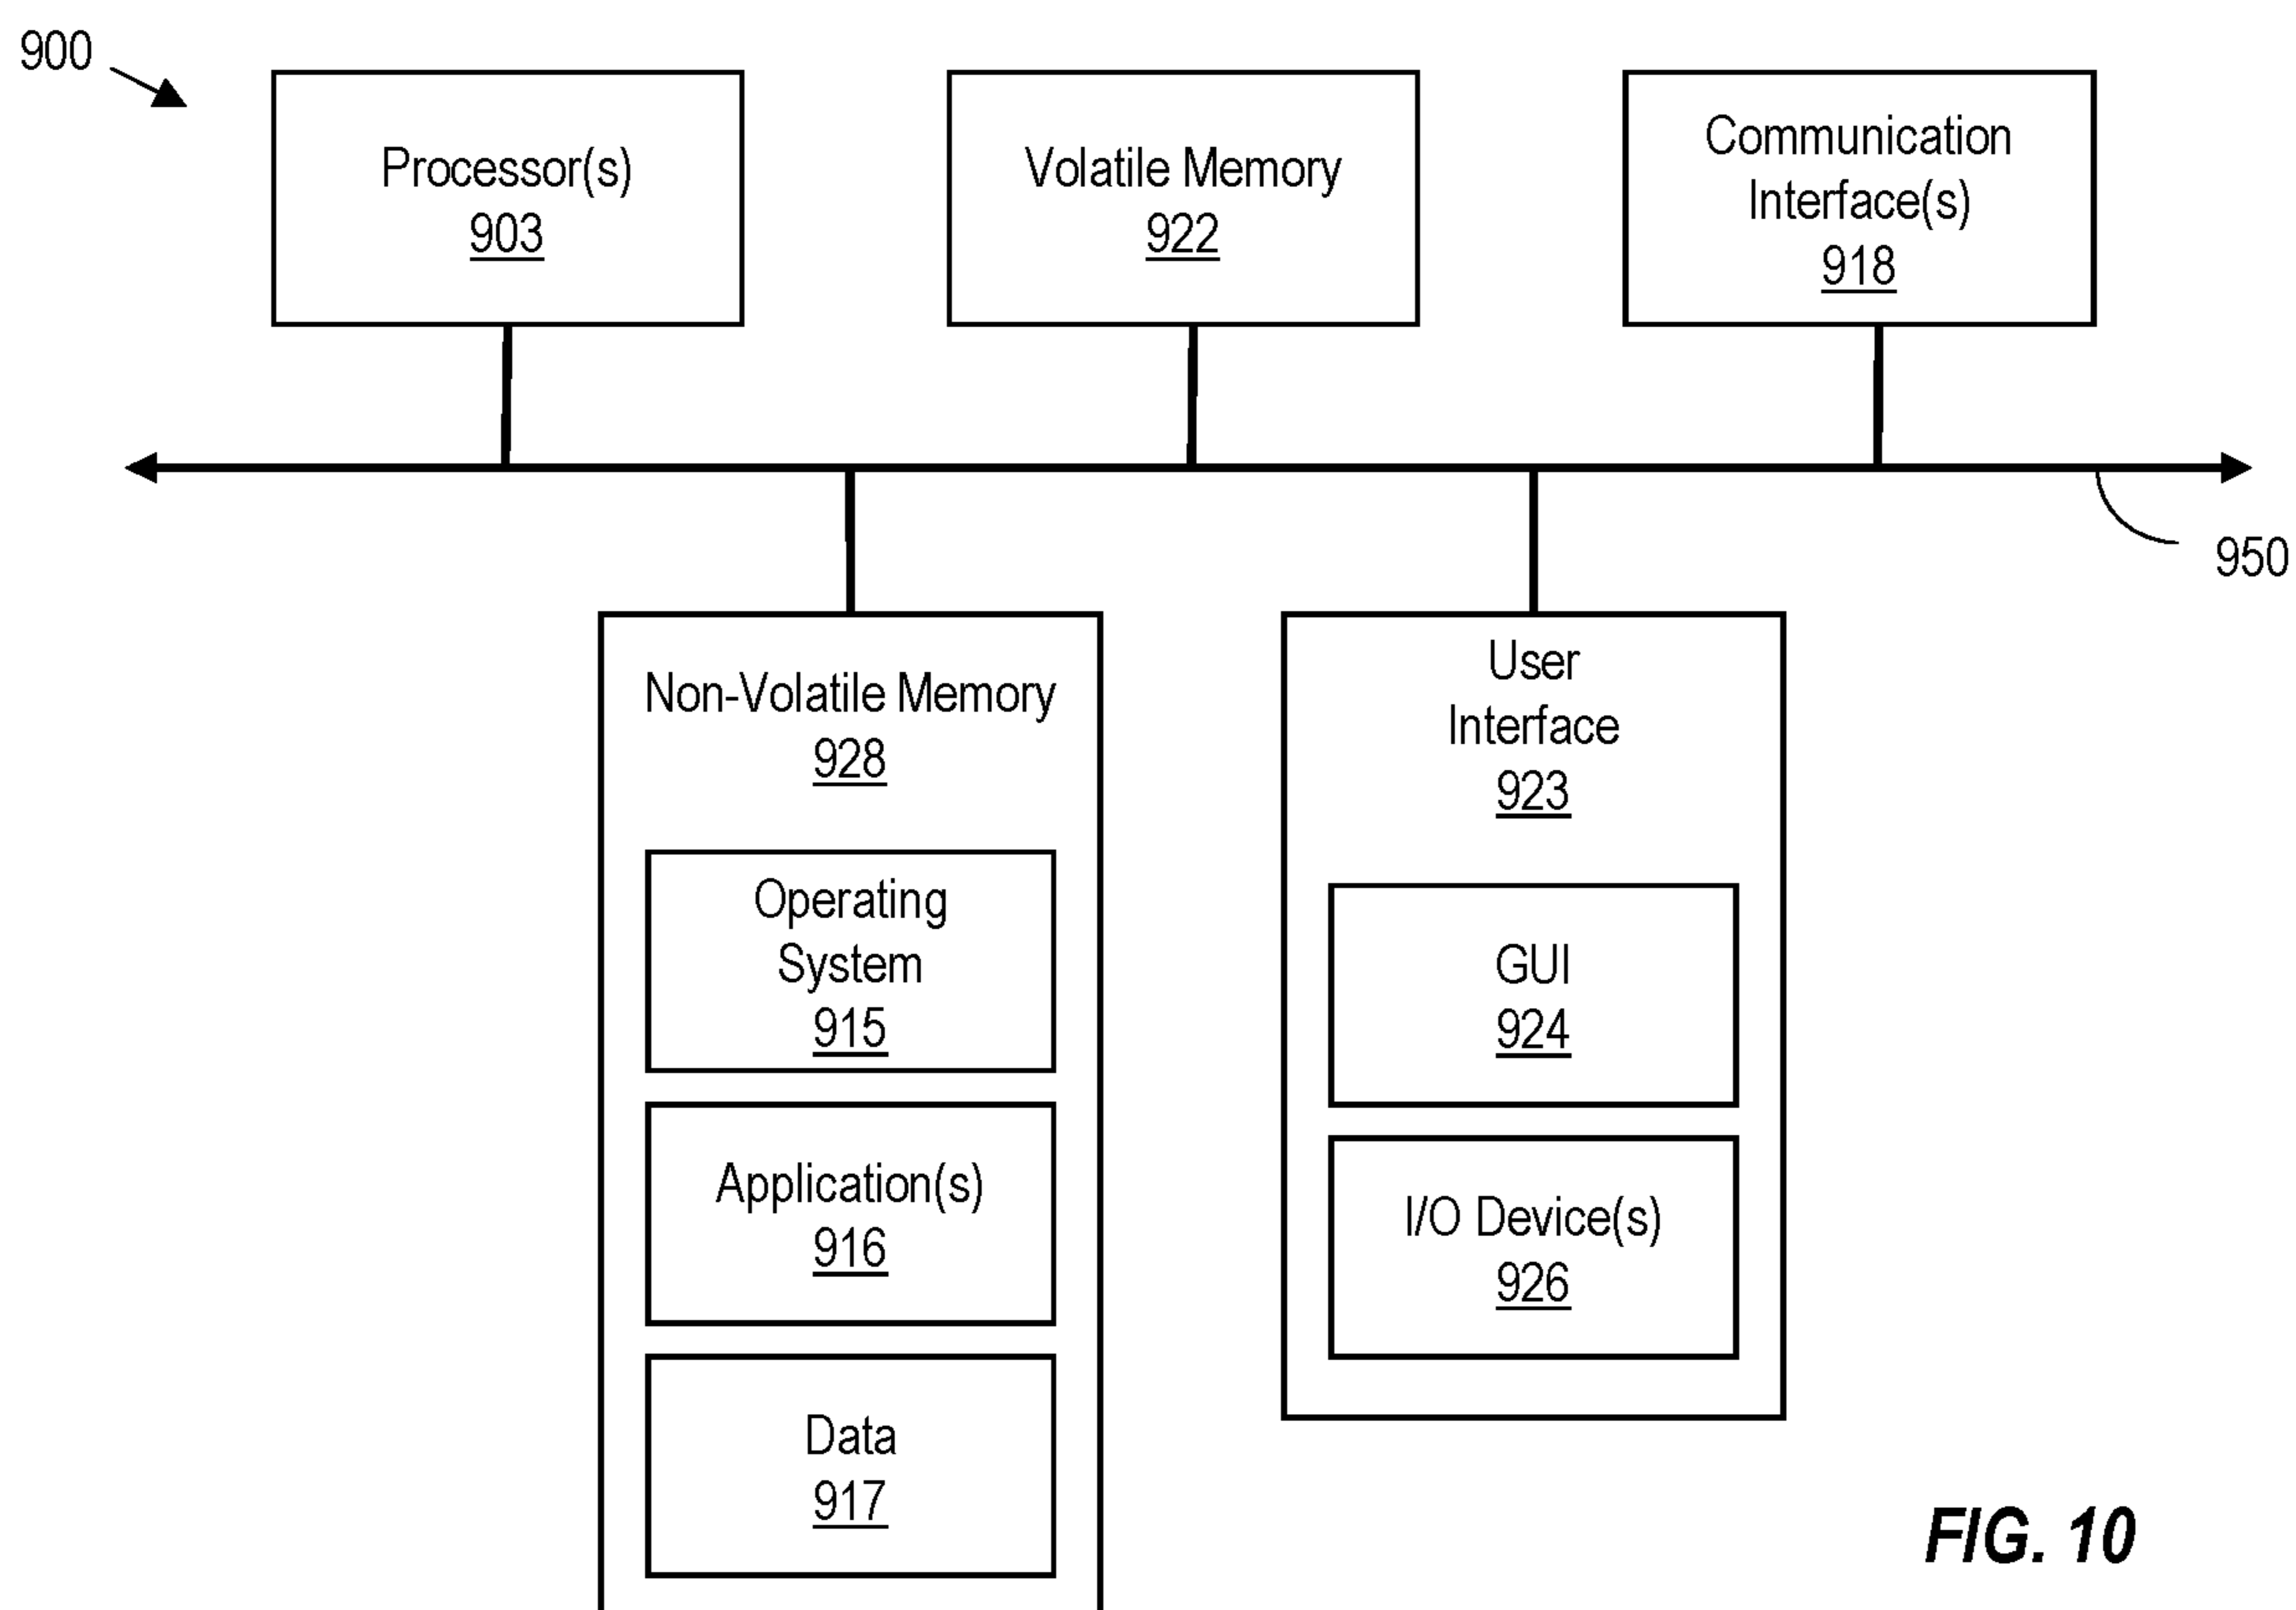 900
Processor(s)
903
Volatile Memory
922
Communication
Interface(s)
918
950
Non-Volatile Memory
928
Operating
System
915
Application(s)
916
Data
917
User
Interface
923
GUI
924
I/O Device(s)
926
FIG. 10